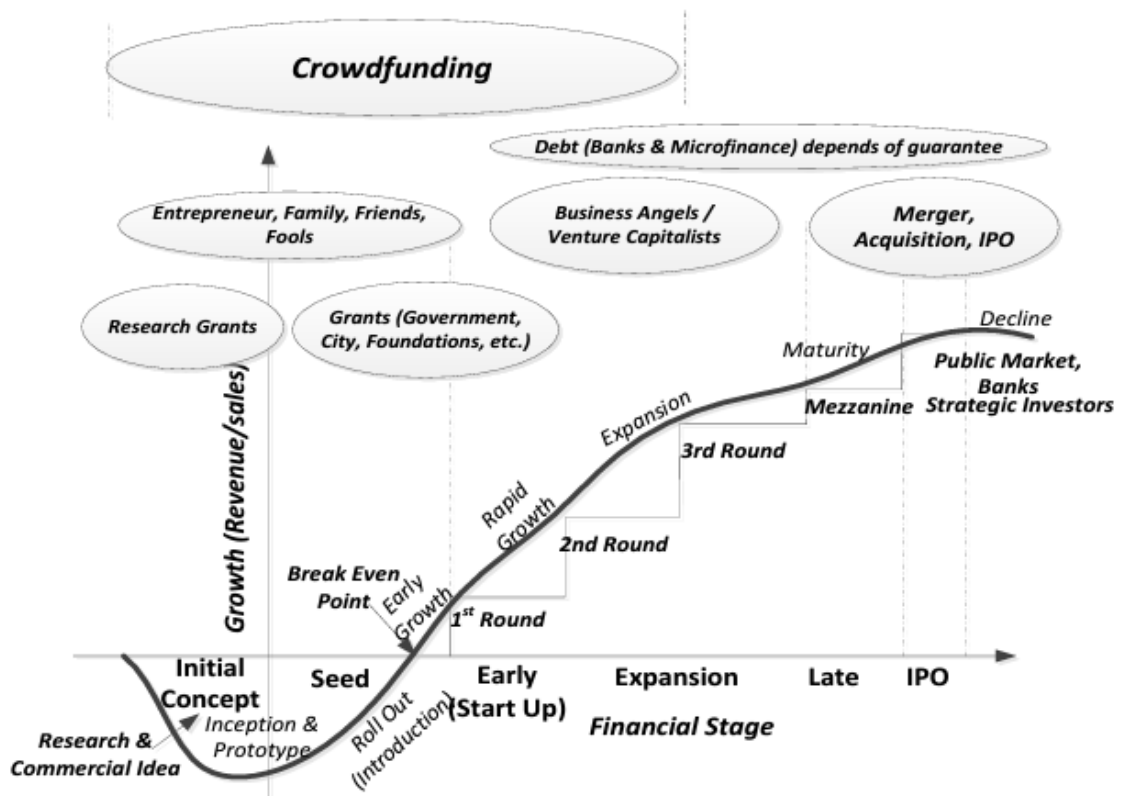 Crowdfunding
Debt (Banks & Microfinance) depends of guarantee
Entrepreneur, Family, Friends,
Fools
Business Angels /
Venture Capitalists
Merger,
Acquisition, IPO
Research Grants
Grants (Government,
City, Foundations, etc.)
Growth (Revenue/sales)
Decline
Maturity
Public Market,
Banks
Strategic Investors
Mezzanine
Expansion
3rd Round
Rapid
Growth
2nd Round
Break Even
Point
Early
Growth
1st Round
Initial
Concept
Seed
Early
(Start Up)
Expansion
Late
IPO
Financial Stage
Inception &
Prototype
Roll Out
(Introduction)
Research &
Commercial Idea